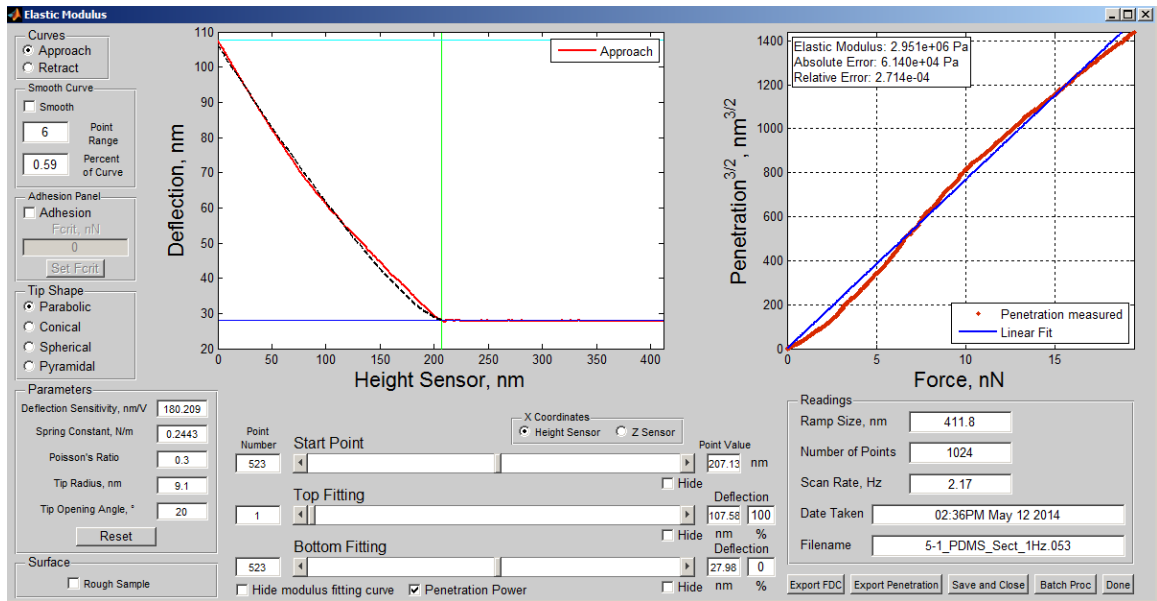 Elastic Modulus
Curves
Approach
Retract
Smooth Curve
Smooth
6 Point Range
0.59 Percent of Curve
Adhesion Panel
Adhesion
Fcrit, nN
0
Set Fcrit
Tip Shape
Parabolic
Conical
Spherical
Pyramidal
Parameters
Deflection Sensitivity, nm/V 180.209
Spring Constant, N/m 0.2443
Poisson's Ratio 0.3
Tip Radius, nm 9.1
Tip Opening Angle, ° 20
Reset
Surface
Rough Sample
110
100
90
80
70
60
50
40
30
20
Deflection, nm
Approach
0 50 100 150 200 250 300 350 400
Height Sensor, nm
1400
1200
1000
800
600
400
200
0
Penetration3/2, nm3/2
Elastic Modulus: 2.951e+06 Pa
Absolute Error: 6.140e+04 Pa
Relative Error: 2.714e-04
Penetration measured
Linear Fit
0 5 10 15
Force, nN
X Coordinates
Height Sensor Z Sensor
Point Number
Start Point
Point Value
523
207.13 nm
Hide
Top Fitting
Deflection
1
107.58 100
Hide nm %
Bottom Fitting
Deflection
523
27.98 0
Hide nm %
Hide modulus fitting curve Penetration Power
Readings
Ramp Size, nm 411.8
Number of Points 1024
Scan Rate, Hz 2.17
Date Taken 02:36PM May 12 2014
Filename 5-1_PDMS_Sect_1Hz.053
Export FDC Export Penetration Save and Close Batch Proc Done